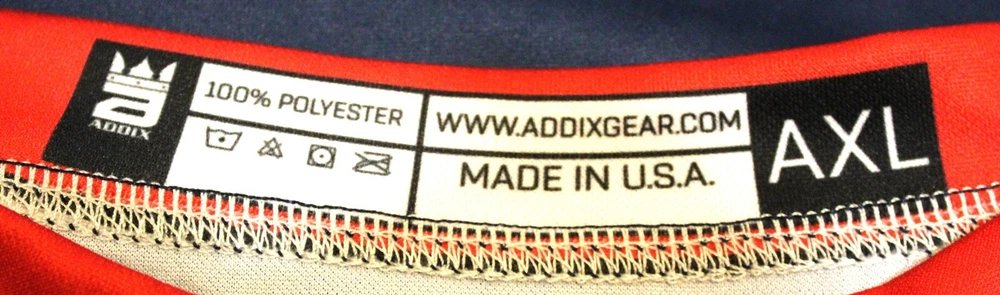 ADDIX
100% POLYESTER
WWW.ADDIXGEAR.COM
MADE IN U.S.A.
AXL